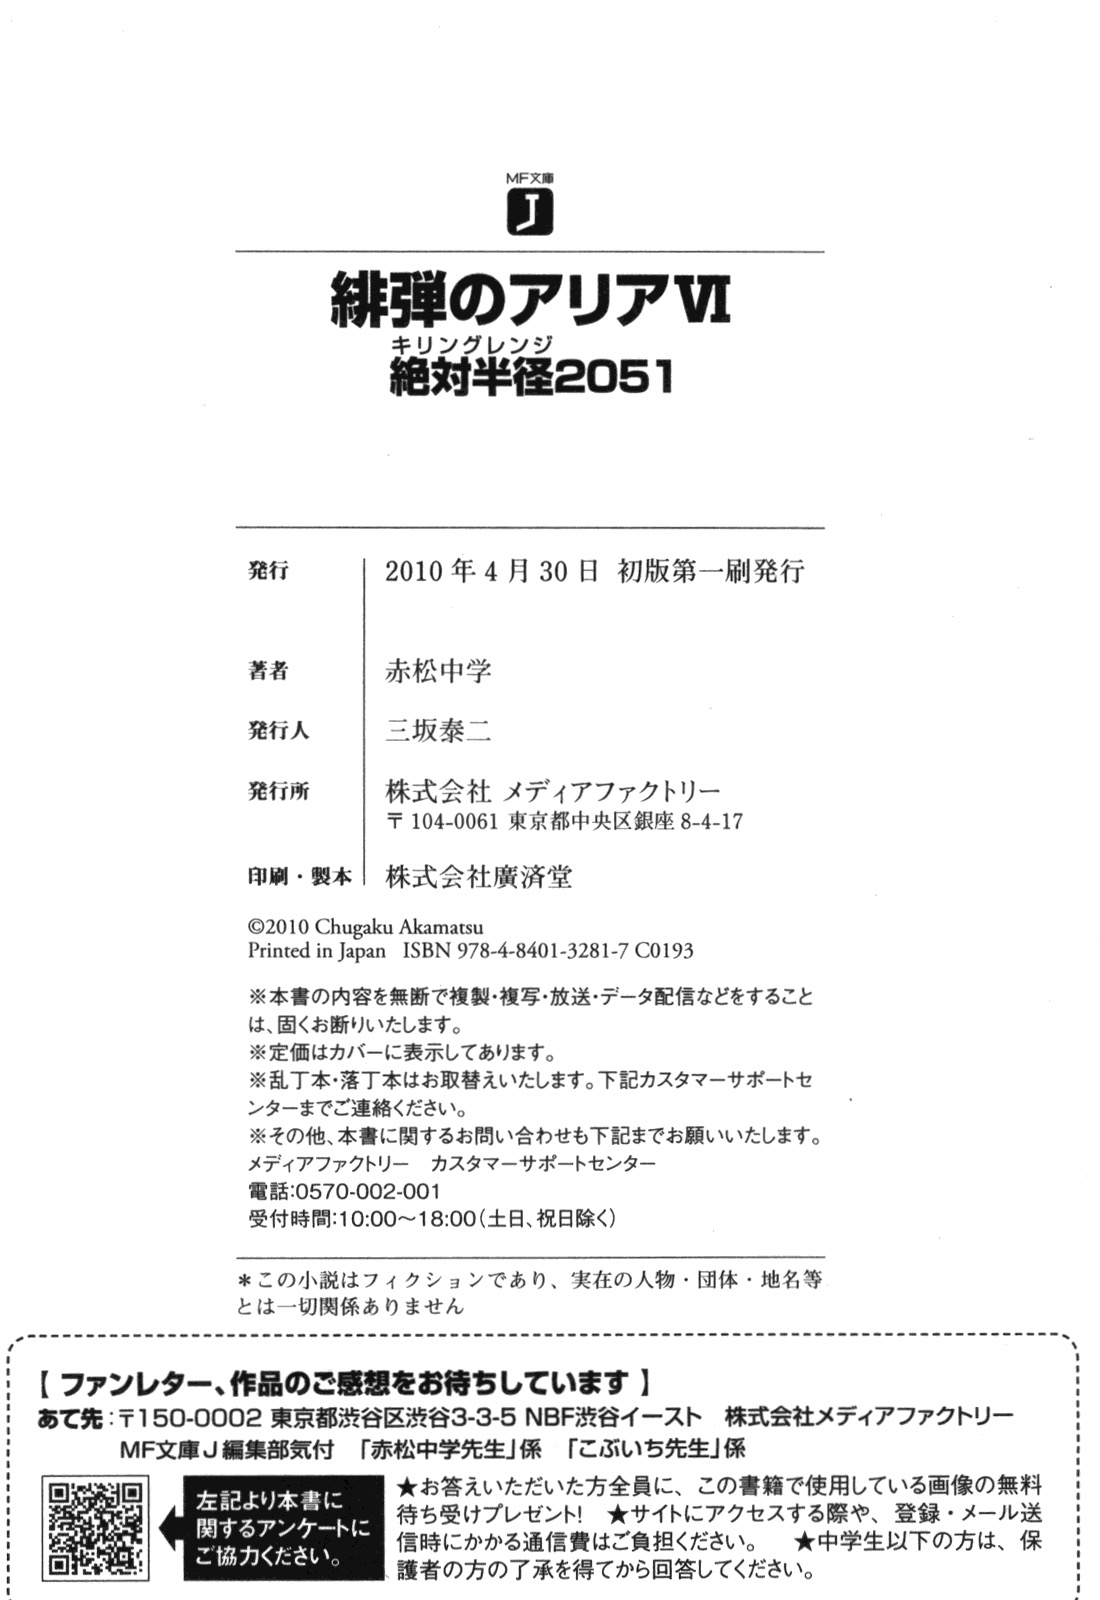 MF文庫
J
緋弾のアリアⅥ
キリングレンジ
絶対半径2051
発行 2010年4月30日 初版第一刷発行
著者 赤松中学
発行人 三坂泰二
発行所 株式会社 メディアファクトリー
〒104-0061 東京都中央区銀座8-4-17
印刷・製本 株式会社廣済堂
©2010 Chugaku Akamatsu
Printed in Japan ISBN 978-4-8401-3281-7 C0193
※本書の内容を無断で複製・複写・放送・データ配信などをすること
は、固くお断りいたします。
※定価はカバーに表示してあります。
※乱丁本・落丁本はお取替えいたします。下記カスタマーサポートセ
ンターまでご連絡ください。
※その他、本書に関するお問い合わせも下記までお願いいたします。
メディアファクトリー カスタマーサポートセンター
電話:0570-002-001
受付時間:10:00～18:00(土日、祝日除く)
＊この小説はフィクションであり、実在の人物・団体・地名等
とは一切関係ありません
【 ファンレター、作品のご感想をお待ちしています 】
あて先:〒150-0002 東京都渋谷区渋谷3-3-5 NBF渋谷イースト 株式会社メディアファクトリー
MF文庫J編集部気付 「赤松中学先生」係 「こぶいち先生」係
左記より本書に
関するアンケートに
ご協力ください。
★お答えいただいた方全員に、この書籍で使用している画像の無料
待ち受けプレゼント! ★サイトにアクセスする際や、登録・メール送
信時にかかる通信費はご負担ください。 ★中学生以下の方は、保
護者の方の了承を得てから回答してください。